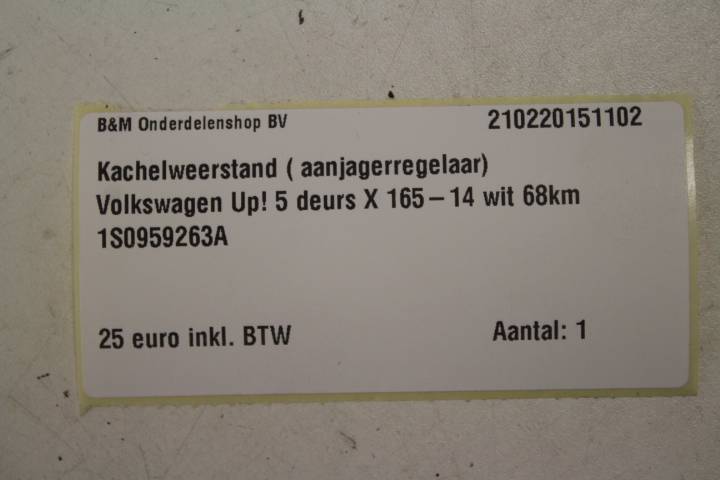 B&M Onderdelenshop BV 210220151102
Kachelweerstand ( aanjagerregelaar)
Volkswagen Up! 5 deurs X 165 – 14 wit 68km
1S0959263A
25 euro inkl. BTW Aantal: 1